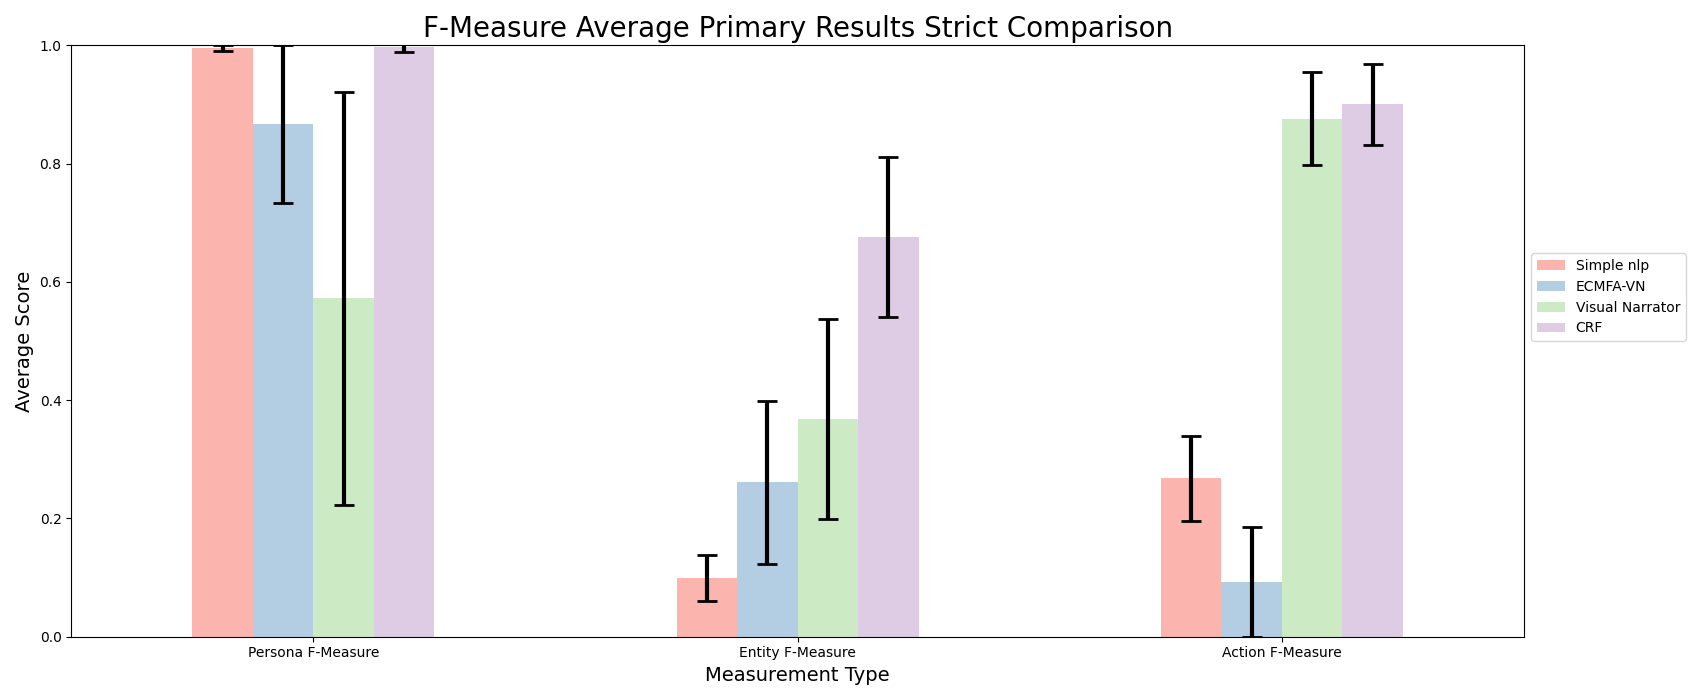 F-Measure Average Primary Results Strict Comparison
Average Score
1.0
0.8
0.6
0.4
0.2
0.0
Persona F-Measure
Entity F-Measure
Action F-Measure
Measurement Type
Simple nlp
ECMFA-VN
Visual Narrator
CRF